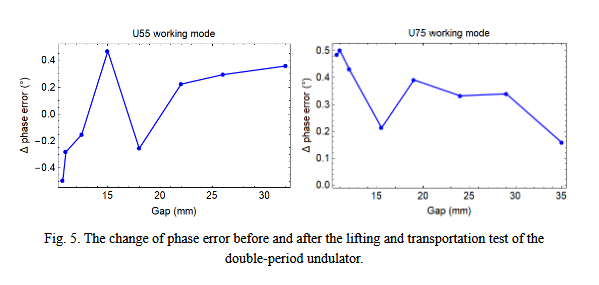 U55 working mode
0.4
0.2
0.0
−0.2
−0.4
Δ phase error (°)
15 20 25 30
Gap (mm)
U75 working mode
0.5
0.4
0.3
0.2
0.1
0.0
Δ phase error (°)
15 20 25 30 35
Gap (mm)
Fig. 5. The change of phase error before and after the lifting and transportation test of the
double-period undulator.